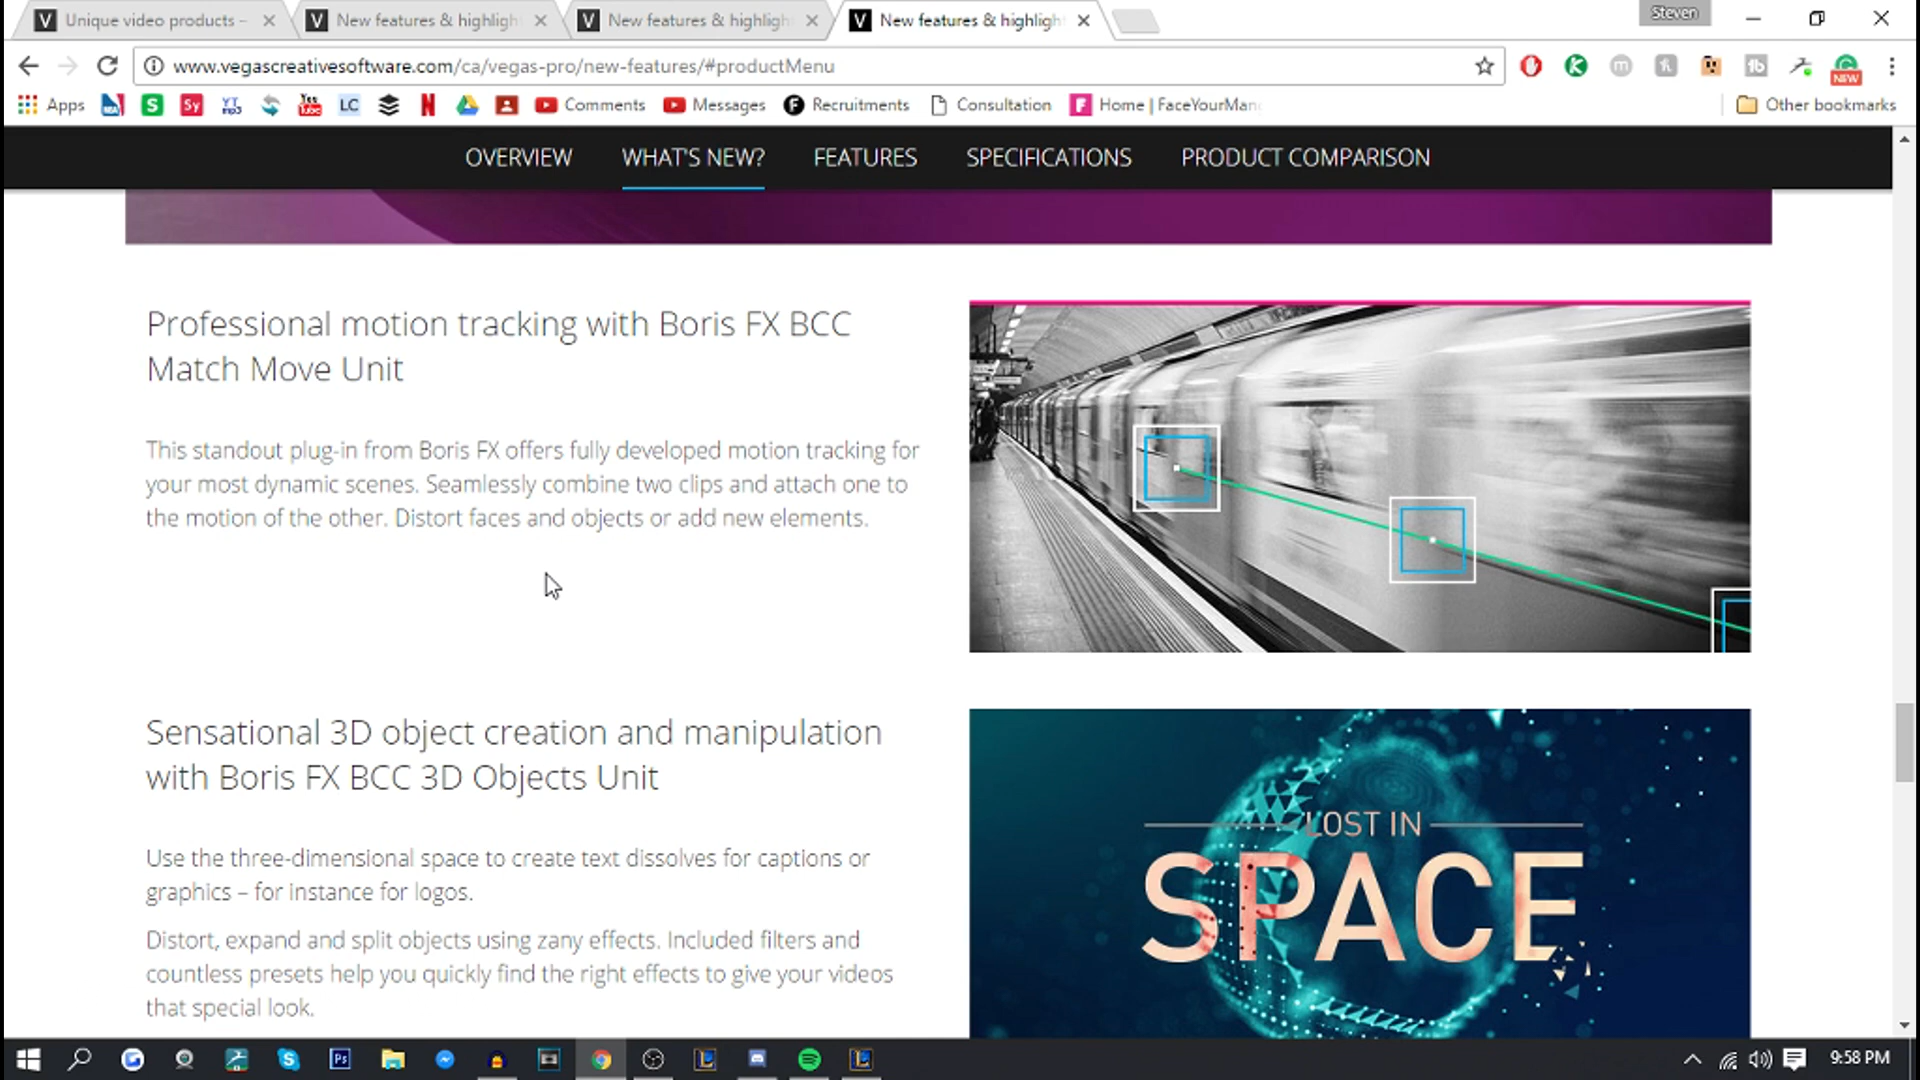 Unique video products –
New features & highligh
New features & highligh
New features & highligh
Steven
www.vegascreativesoftware.com/ca/vegas-pro/new-features/#productMenu
NEW
Apps
Sy
LC
Comments
Messages
Recruitments
Consultation
Home | FaceYourMan
Other bookmarks
OVERVIEW
WHAT'S NEW?
FEATURES
SPECIFICATIONS
PRODUCT COMPARISON
Professional motion tracking with Boris FX BCC
Match Move Unit
This standout plug-in from Boris FX offers fully developed motion tracking for
your most dynamic scenes. Seamlessly combine two clips and attach one to
the motion of the other. Distort faces and objects or add new elements.
Sensational 3D object creation and manipulation
with Boris FX BCC 3D Objects Unit
Use the three-dimensional space to create text dissolves for captions or
graphics – for instance for logos.
Distort, expand and split objects using zany effects. Included filters and
countless presets help you quickly find the right effects to give your videos
that special look.
LOST IN
SPACE
Ps
9:58 PM